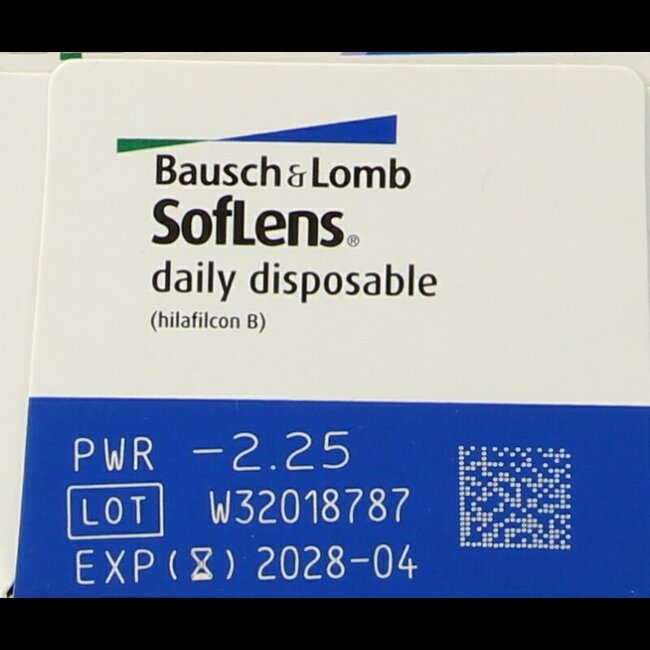 Bausch & Lomb
SofLens®
daily disposable
(hilafilcon B)
PWR -2.25
LOT W32018787
EXP (⌛) 2028-04